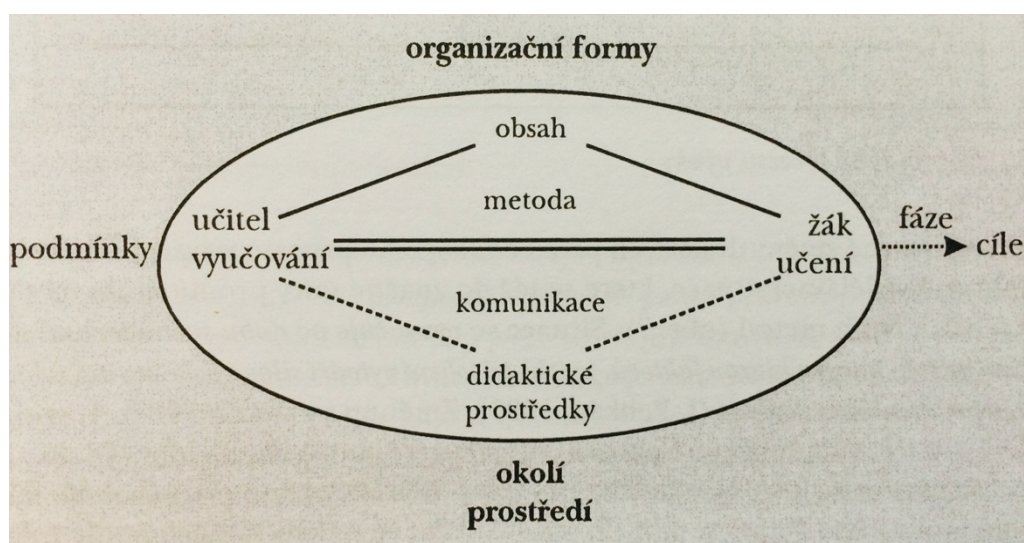 organizační formy
obsah
metoda
učitel
vyučování
podmínky
žák
učení
fáze
cíle
komunikace
didaktické
prostředky
okolí
prostředí